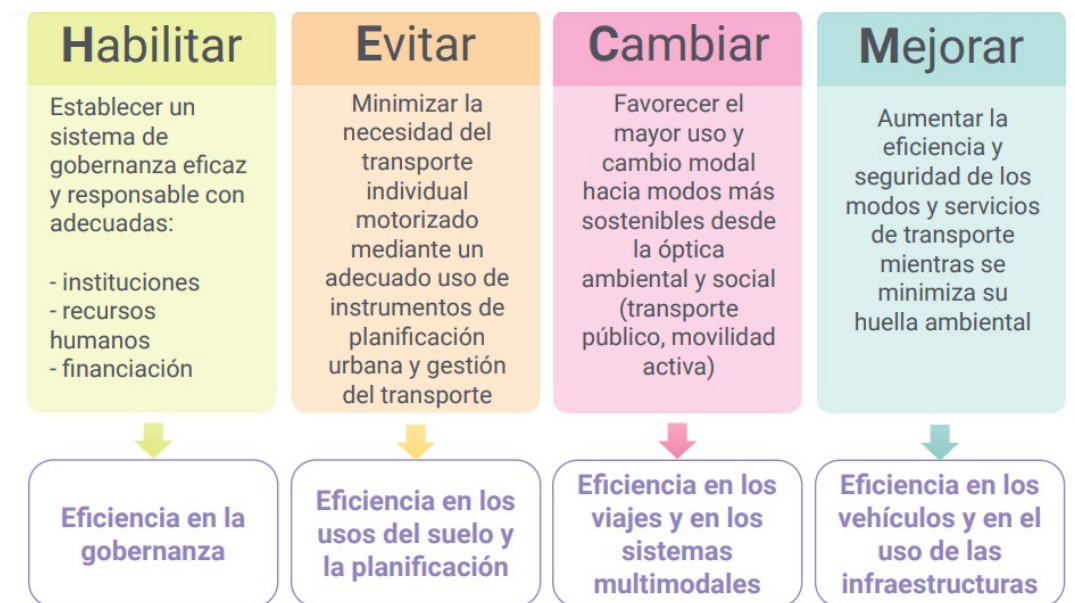 Habilitar
Establecer un
sistema de
gobernanza eficaz
y responsable con
adecuadas:
- instituciones
- recursos
humanos
- financiación
Eficiencia en la
gobernanza
Evitar
Minimizar la
necesidad del
transporte
individual
motorizado
mediante un
adecuado uso de
instrumentos de
planificación
urbana y gestión
del transporte
Eficiencia en los
usos del suelo y
la planificación
Cambiar
Favorecer el
mayor uso y
cambio modal
hacia modos más
sostenibles desde
la óptica
ambiental y social
(transporte
público, movilidad
activa)
Eficiencia en los
viajes y en los
sistemas
multimodales
Mejorar
Aumentar la
eficiencia y
seguridad de los
modos y servicios
de transporte
mientras se
minimiza su
huella ambiental
Eficiencia en los
vehículos y en el
uso de las
infraestructuras